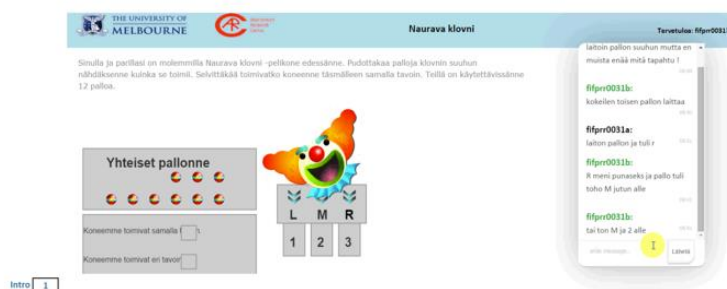 THE UNIVERSITY OF
MELBOURNE
Naurava klovni
Tervetuloa: fifprr0031
Sinulla ja parillasi on molemmilla Naurava klovni -pelikone edessänne. Pudottakaa palloja klovnin suuhun
nähdäksenne kuinka se toimii. Selvittäkää toimivatko koneenne täsmälleen samalla tavoin. Teillä on käytettävissänne
12 palloa.
Yhteiset pallonne
Koneemme toimivat samalla
Koneemme toimivat eri tavoin
L M R
1 2 3
laitoin pallon suuhun mutta en
muista enää mitä tapahtu !
fifprr0031b:
kokeilen toisen pallon laittaa
fifprr0031a:
laiton pallon ja tuli r
fifprr0031b:
R meni punaseks ja pallo tuli
toho M jutun alle
fifprr0031b:
tai ton M ja 2 alle
Lähetä
Intro 1